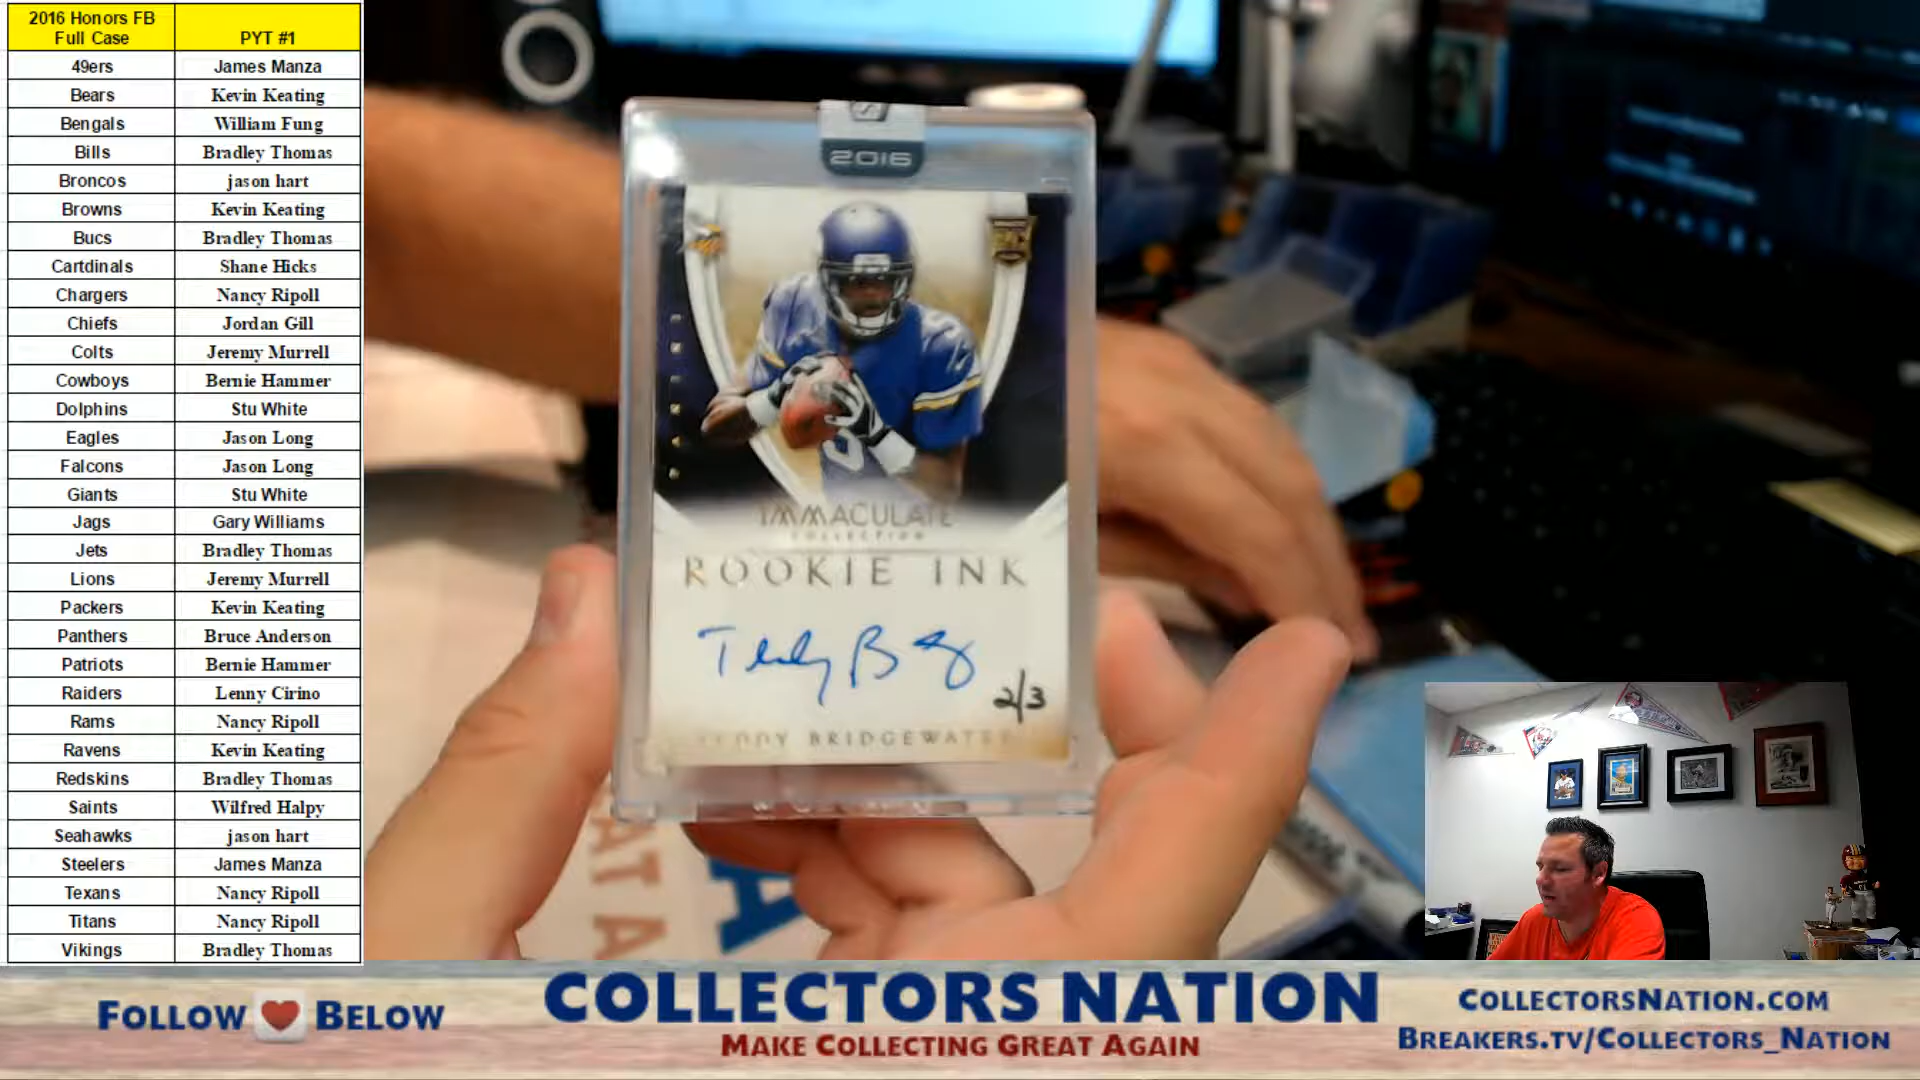 2016 Honors FB Full Case PYT #1
49ers James Manza
Bears Kevin Keating
Bengals William Fung
Bills Bradley Thomas
Broncos jason hart
Browns Kevin Keating
Bucs Bradley Thomas
Cartdinals Shane Hicks
Chargers Nancy Ripoll
Chiefs Jordan Gill
Colts Jeremy Murrell
Cowboys Bernie Hammer
Dolphins Stu White
Eagles Jason Long
Falcons Jason Long
Giants Stu White
Jags Gary Williams
Jets Bradley Thomas
Lions Jeremy Murrell
Packers Kevin Keating
Panthers Bruce Anderson
Patriots Bernie Hammer
Raiders Lenny Cirino
Rams Nancy Ripoll
Ravens Kevin Keating
Redskins Bradley Thomas
Saints Wilfred Halpy
Seahawks jason hart
Steelers James Manza
Texans Nancy Ripoll
Titans Nancy Ripoll
Vikings Bradley Thomas
2016
IMMACULATE
COLLECTION
ROOKIE INK
2/3
TEDDY BRIDGEWATER
FOLLOW BELOW
COLLECTORS NATION
MAKE COLLECTING GREAT AGAIN
COLLECTORSNATION.COM
BREAKERS.TV/COLLECTORS_NATION